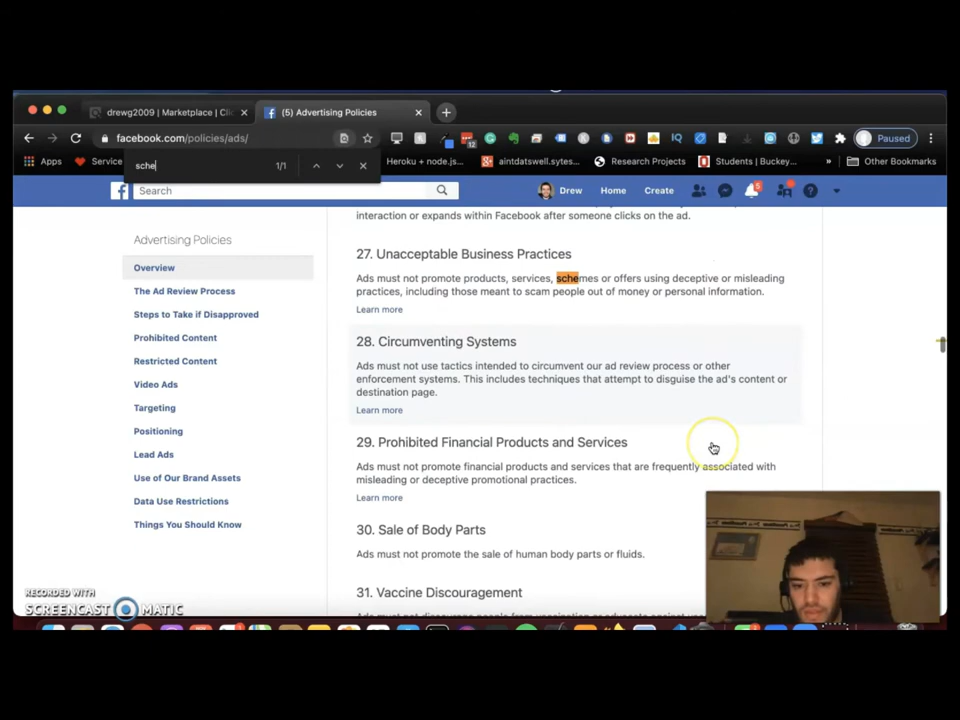 drewg2009 | Marketplace | Cli
(5) Advertising Policies
facebook.com/policies/ads/
12
IQ
Paused
Apps
Service
sche
1/1
Heroku + node.js...
aintdatswell.sytes...
Research Projects
Students | Buckey...
»
Other Bookmarks
Search
Drew
Home
Create
5
interaction or expands within Facebook after someone clicks on the ad.
Advertising Policies
Overview
The Ad Review Process
Steps to Take if Disapproved
Prohibited Content
Restricted Content
Video Ads
Targeting
Positioning
Lead Ads
Use of Our Brand Assets
Data Use Restrictions
Things You Should Know
27. Unacceptable Business Practices
Ads must not promote products, services, schemes or offers using deceptive or misleading
practices, including those meant to scam people out of money or personal information.
Learn more
28. Circumventing Systems
Ads must not use tactics intended to circumvent our ad review process or other
enforcement systems. This includes techniques that attempt to disguise the ad's content or
destination page.
Learn more
29. Prohibited Financial Products and Services
Ads must not promote financial products and services that are frequently associated with
misleading or deceptive promotional practices.
Learn more
30. Sale of Body Parts
Ads must not promote the sale of human body parts or fluids.
31. Vaccine Discouragement
RECORDED WITH
SCREENCAST MATIC